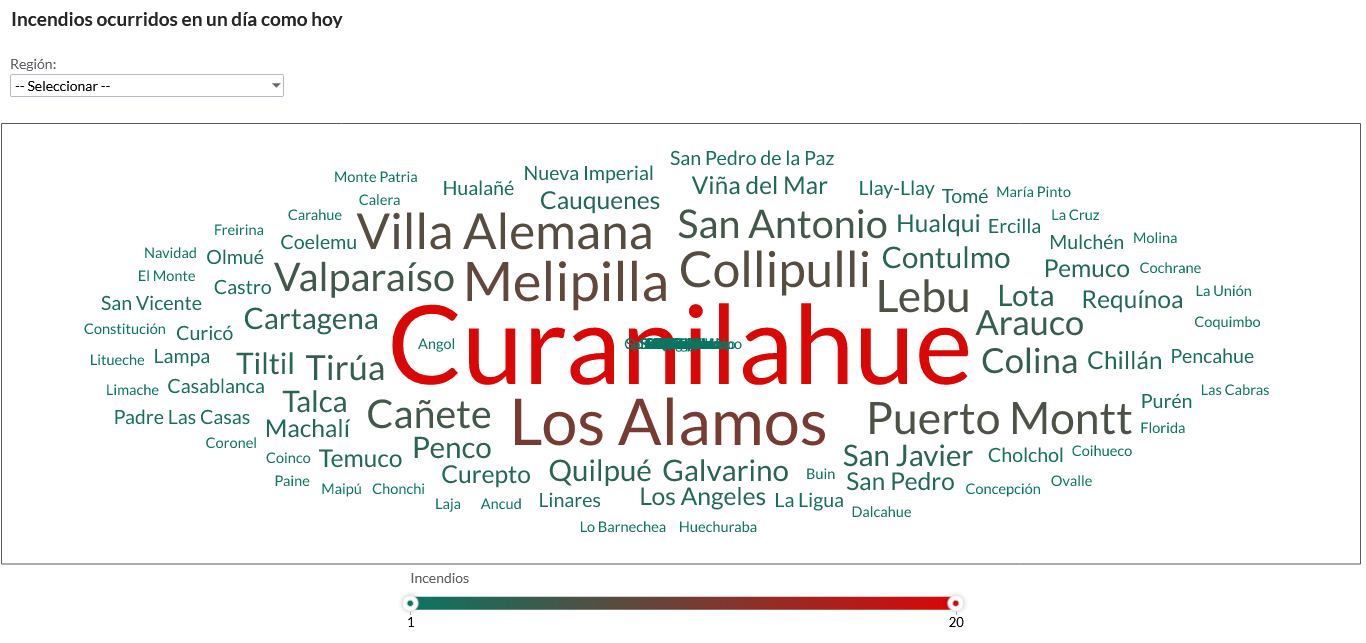 Incendios ocurridos en un día como hoy
Región:
-- Seleccionar --
San Pedro de la Paz
Monte Patria
Hualañé
Nueva Imperial
Viña del Mar
Llay-Llay
Tomé
María Pinto
Calera
Cauquenes
Carahue
Villa Alemana
San Antonio
Hualqui
Ercilla
La Cruz
Freirina
Coelemu
Mulchén
Molina
Navidad
Olmué
Contulmo
El Monte
Castro
Valparaíso
Melipilla
Collipulli
Pemuco
Cochrane
San Vicente
Lebu
Lota
Requínoa
La Unión
Constitución
Curicó
Cartagena
Arauco
Coquimbo
Angol
Curanilahue
Litueche
Lampa
Tiltil
Tirúa
Colina
Chillán
Pencahue
Limache
Casablanca
Las Cabras
Padre Las Casas
Talca
Cañete
Los Alamos
Puerto Montt
Purén
Florida
Coronel
Machalí
Penco
Coinco
Temuco
San Javier
Cholchol
Coihueco
Paine
Maipú
Chonchi
Curepto
Quilpué
Galvarino
Buin
San Pedro
Concepción
Ovalle
Laja
Ancud
Linares
Los Angeles
La Ligua
Dalcahue
Lo Barnechea
Huechuraba
Incendios
1
20